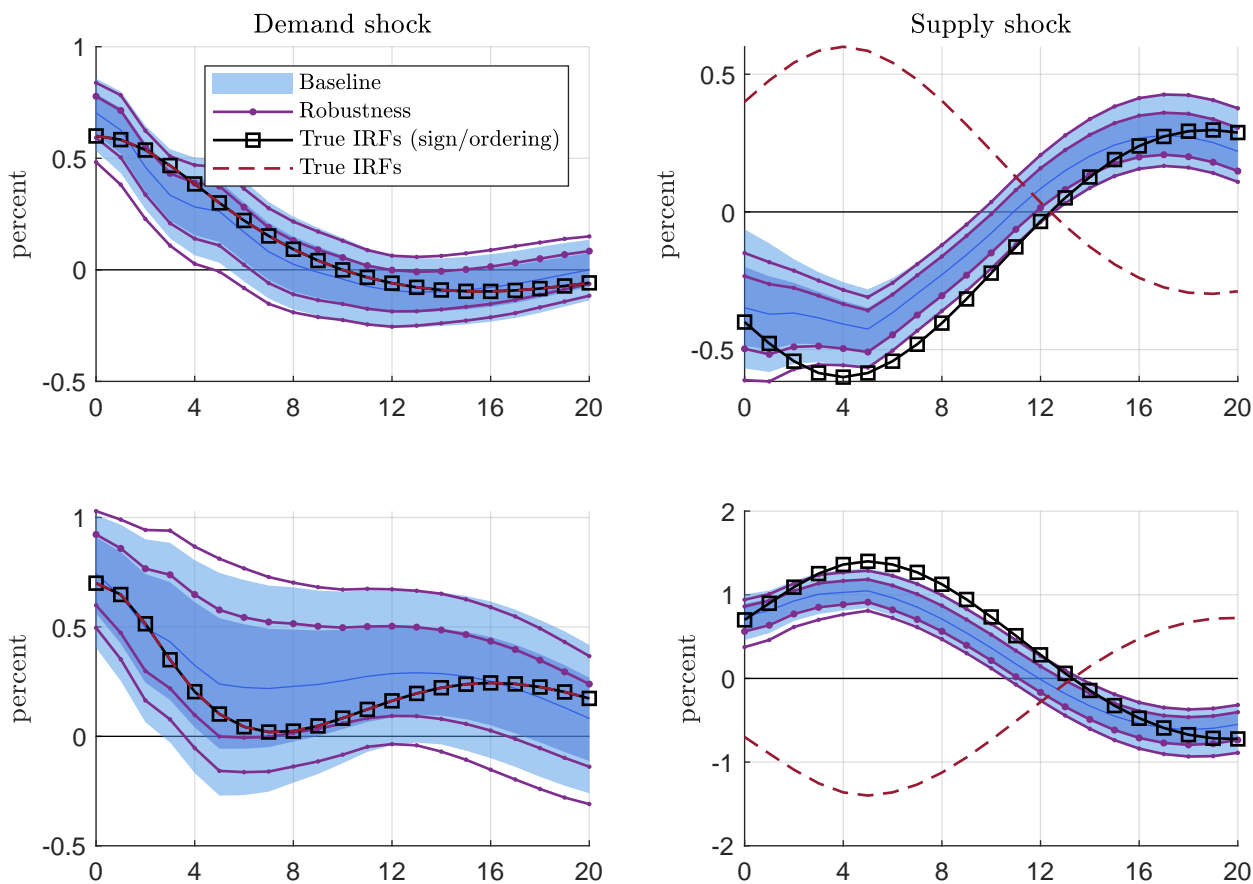 Demand shock
Supply shock
1
0.5
0
-0.5
percent
0 4 8 12 16 20
Baseline
Robustness
True IRFs (sign/ordering)
True IRFs
0.5
0
-0.5
percent
0 4 8 12 16 20
1
0.5
0
-0.5
percent
0 4 8 12 16 20
2
1
0
-1
-2
percent
0 4 8 12 16 20